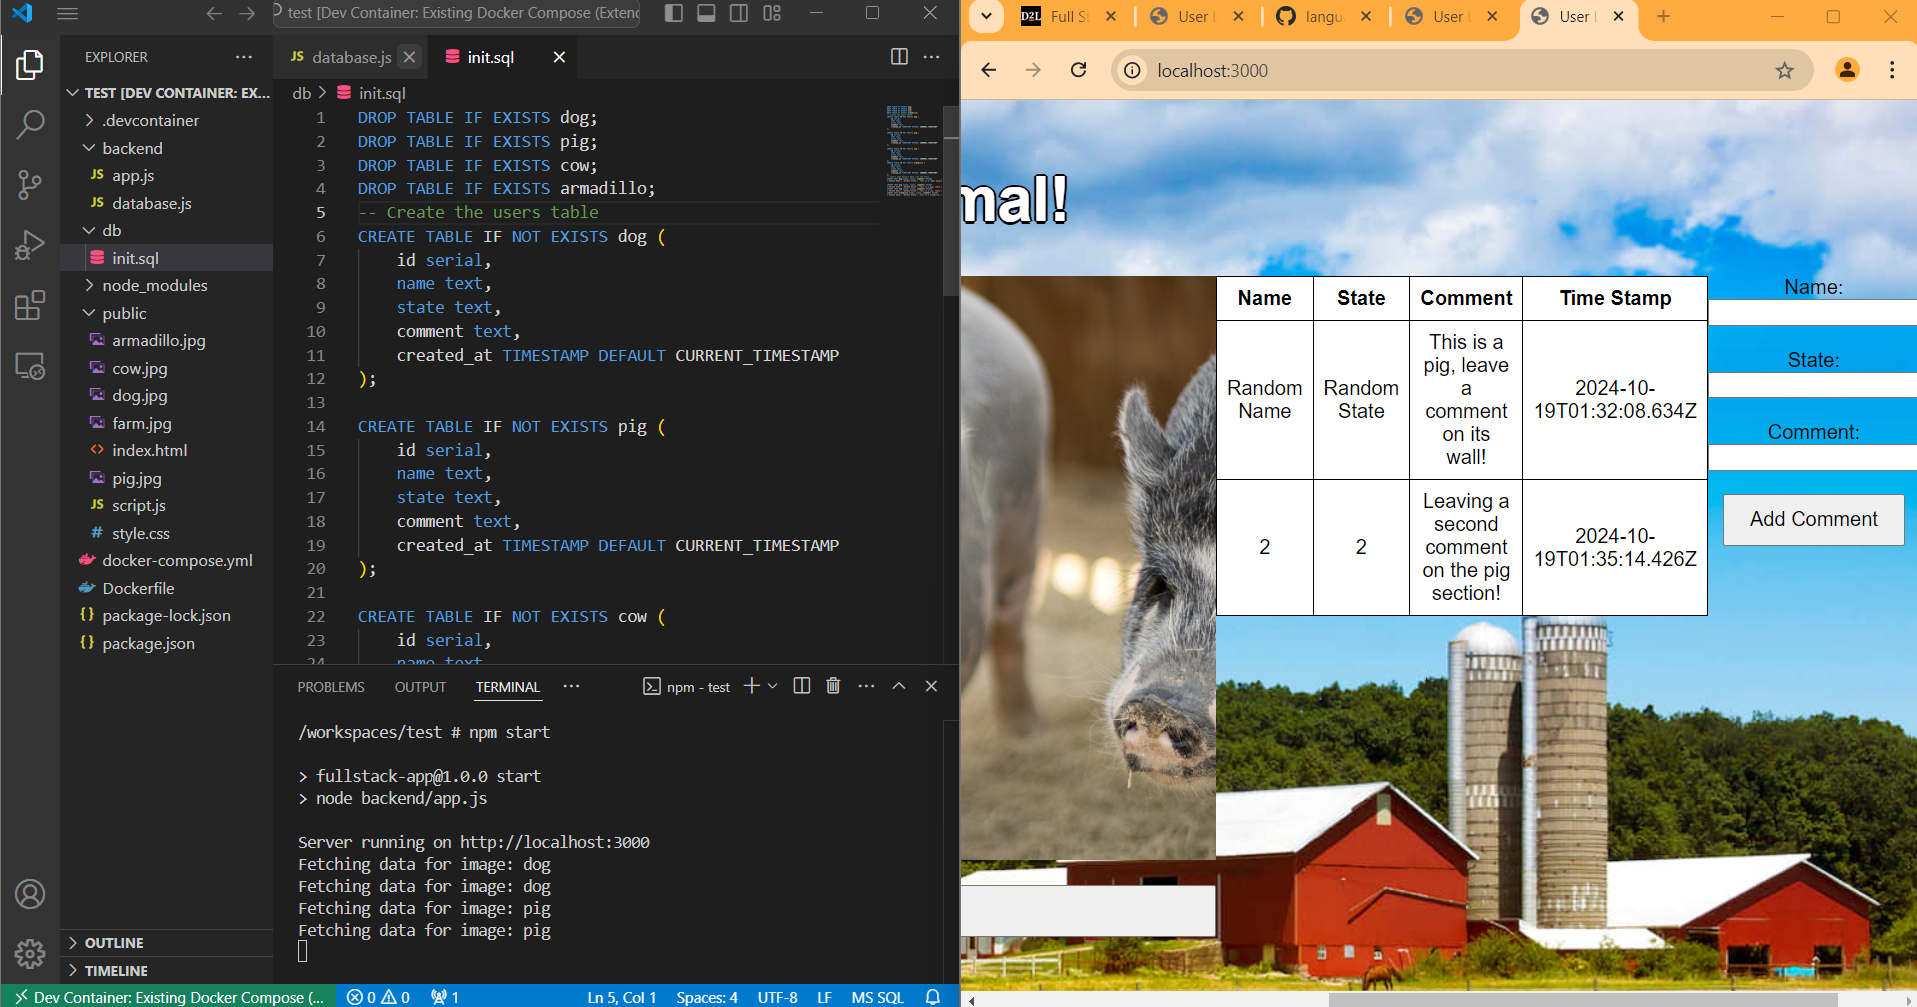 test [Dev Container: Existing Docker Compose (Exten
EXPLORER
TEST [DEV CONTAINER: EX...
.devcontainer
backend
JS app.js
JS database.js
db
init.sql
node_modules
public
armadillo.jpg
cow.jpg
dog.jpg
farm.jpg
<> index.html
pig.jpg
JS script.js
# style.css
docker-compose.yml
Dockerfile
{} package-lock.json
{} package.json
OUTLINE
TIMELINE
JS database.js
init.sql
db > init.sql
1 DROP TABLE IF EXISTS dog;
2 DROP TABLE IF EXISTS pig;
3 DROP TABLE IF EXISTS cow;
4 DROP TABLE IF EXISTS armadillo;
5 -- Create the users table
6 CREATE TABLE IF NOT EXISTS dog (
7 id serial,
8 name text,
9 state text,
10 comment text,
11 created_at TIMESTAMP DEFAULT CURRENT_TIMESTAMP
12 );
13
14 CREATE TABLE IF NOT EXISTS pig (
15 id serial,
16 name text,
17 state text,
18 comment text,
19 created_at TIMESTAMP DEFAULT CURRENT_TIMESTAMP
20 );
21
22 CREATE TABLE IF NOT EXISTS cow (
23 id serial,
24 name text
PROBLEMS OUTPUT TERMINAL ...
npm - test
/workspaces/test # npm start
> fullstack-app@1.0.0 start
> node backend/app.js
Server running on http://localhost:3000
Fetching data for image: dog
Fetching data for image: dog
Fetching data for image: pig
Fetching data for image: pig
Dev Container: Existing Docker Compose (...
0 0 1
Ln 5, Col 1 Spaces: 4 UTF-8 LF MS SQL
D2L Full St
User
langu
User
User
localhost:3000
mal!
Name State Comment Time Stamp
Random Name
Random State
This is a
pig, leave
a
comment
on its
wall!
2024-10-
19T01:32:08.634Z
2
2
Leaving a
second
comment
on the pig
section!
2024-10-
19T01:35:14.426Z
Name:
State:
Comment:
Add Comment